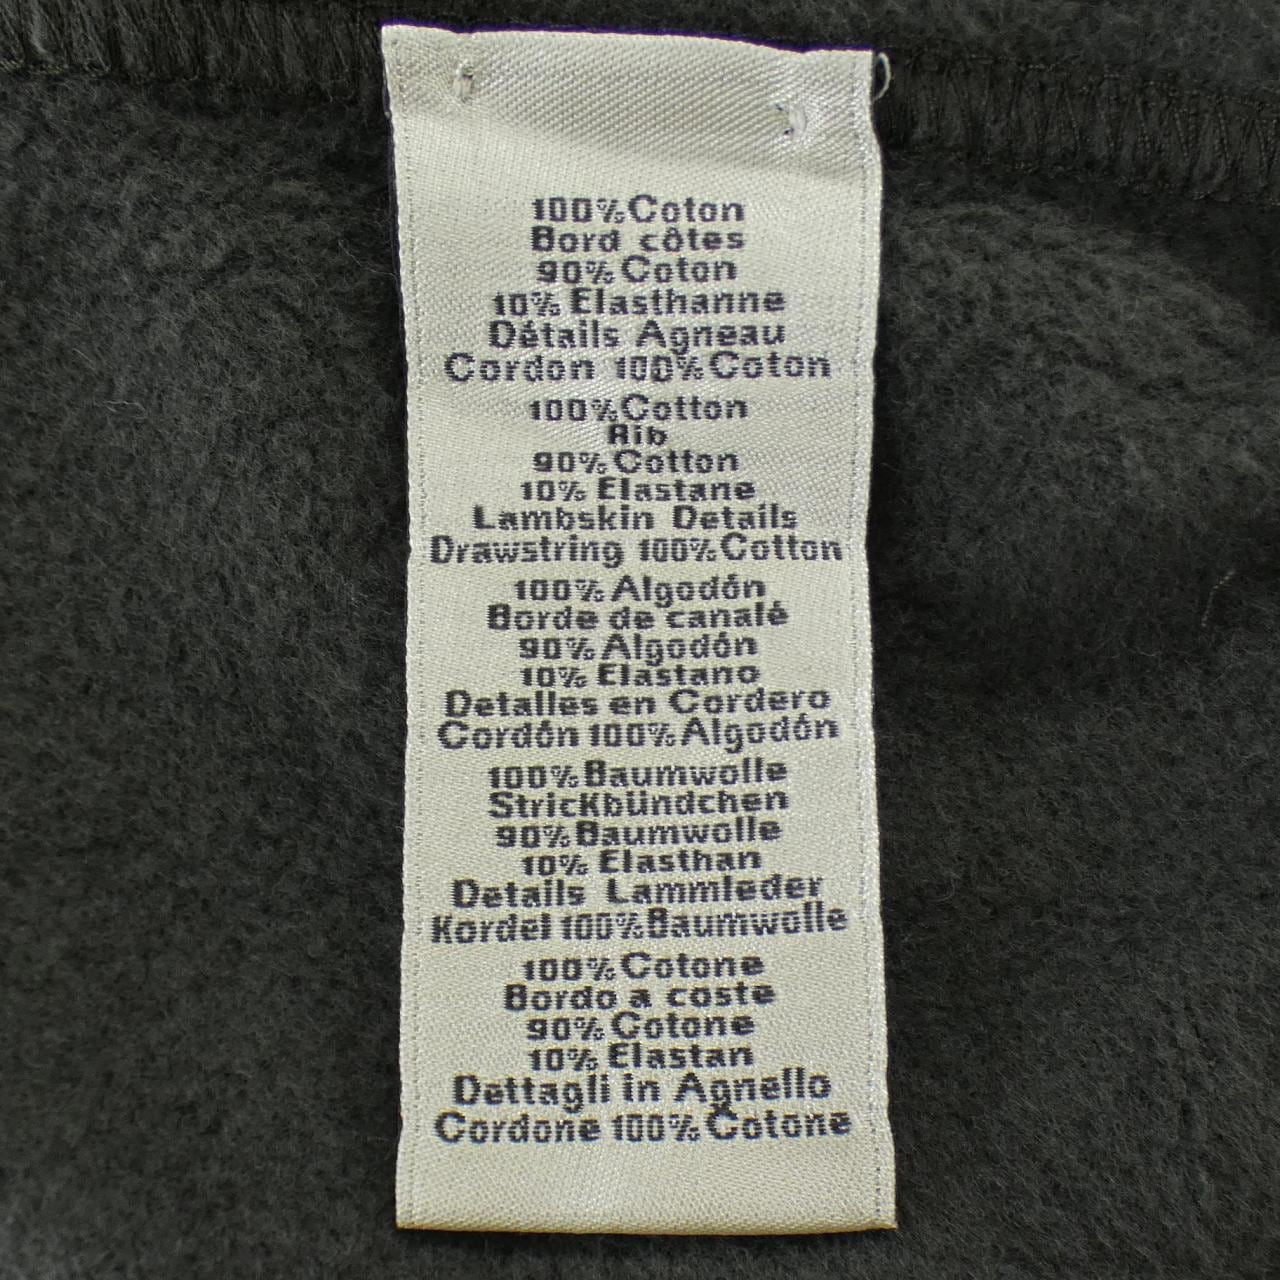 100% Coton
Bord côtes
90% Coton
10% Elasthanne
Détails Agneau
Cordon 100% Coton
100% Cotton
Rib
90% Cotton
10% Elastane
Lambskin Details
Drawstring 100% Cotton
100% Algodón
Borde de canalé
90% Algodón
10% Elastano
Detalles en Cordero
Cordón 100% Algodón
100% Baumwolle
Strickbündchen
90% Baumwolle
10% Elasthan
Details Lammleder
Kordel 100% Baumwolle
100% Cotone
Bordo a coste
90% Cotone
10% Elastan
Dettagli in Agnello
Cordone 100% Cotone